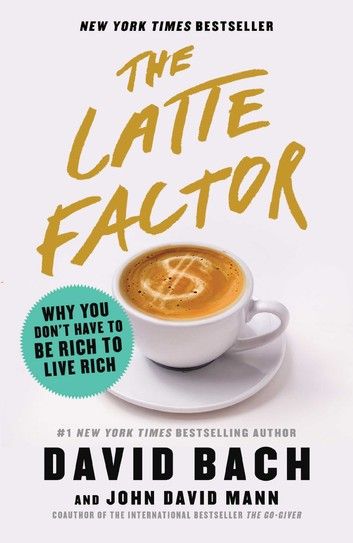 NEW YORK TIMES BESTSELLER
THE
LATTE
FACTOR
$
WHY YOU
DON'T HAVE TO
BE RICH TO
LIVE RICH
#1 NEW YORK TIMES BESTSELLING AUTHOR
DAVID BACH
AND JOHN DAVID MANN
COAUTHOR OF THE INTERNATIONAL BESTSELLER THE GO-GIVER